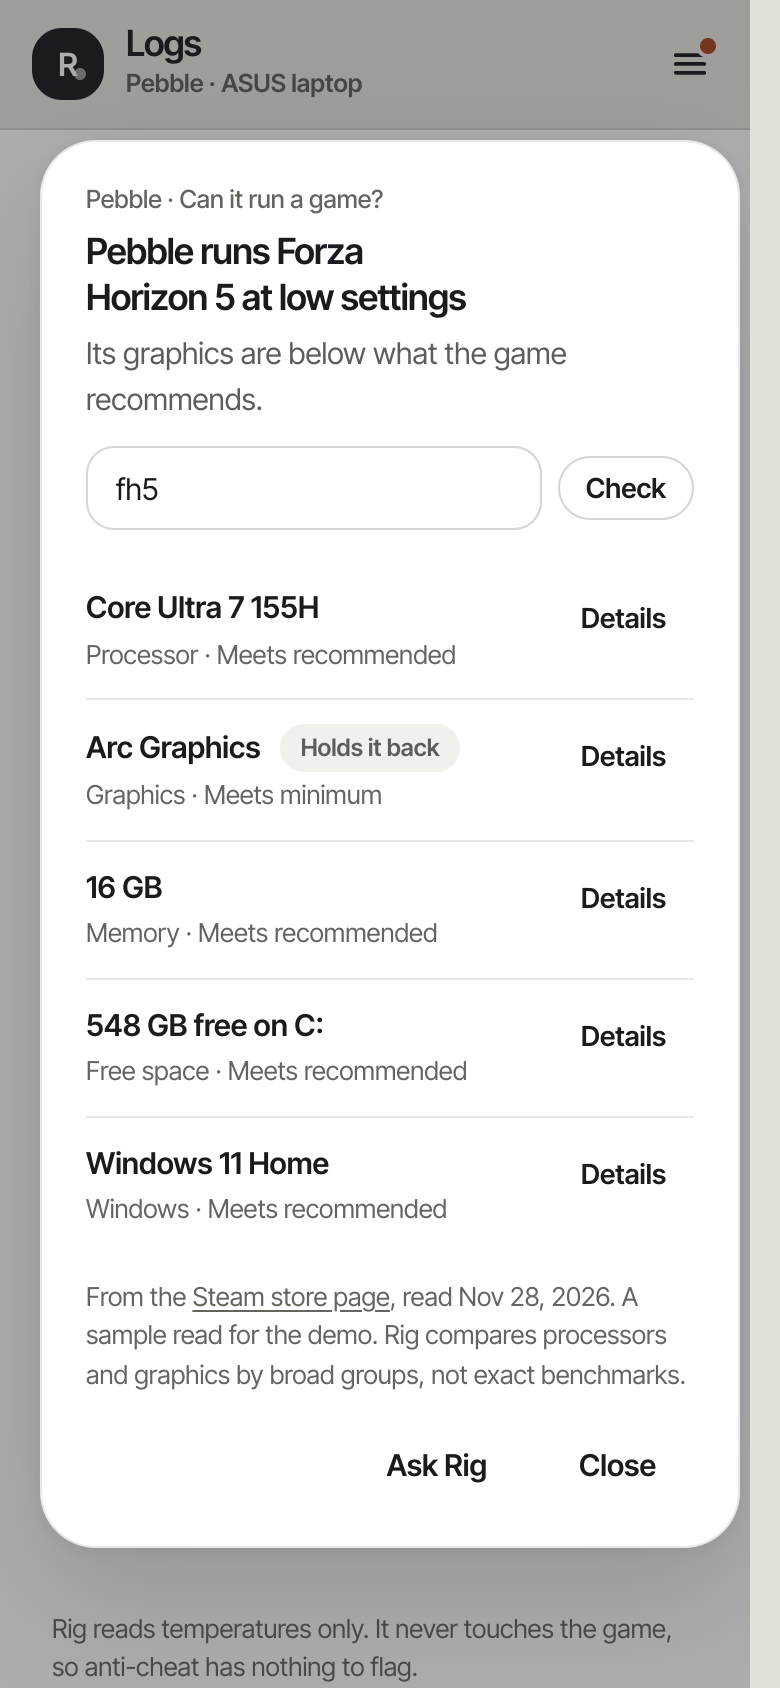 R
Logs
Pebble · ASUS laptop
Pebble · Can it run a game?
Pebble runs Forza
Horizon 5 at low settings
Its graphics are below what the game
recommends.
fh5
Check
Core Ultra 7 155H
Details
Processor · Meets recommended
Arc Graphics
Holds it back
Details
Graphics · Meets minimum
16 GB
Details
Memory · Meets recommended
548 GB free on C:
Details
Free space · Meets recommended
Windows 11 Home
Details
Windows · Meets recommended
From the Steam store page, read Nov 28, 2026. A
sample read for the demo. Rig compares processors
and graphics by broad groups, not exact benchmarks.
Ask Rig
Close
Rig reads temperatures only. It never touches the game,
so anti-cheat has nothing to flag.